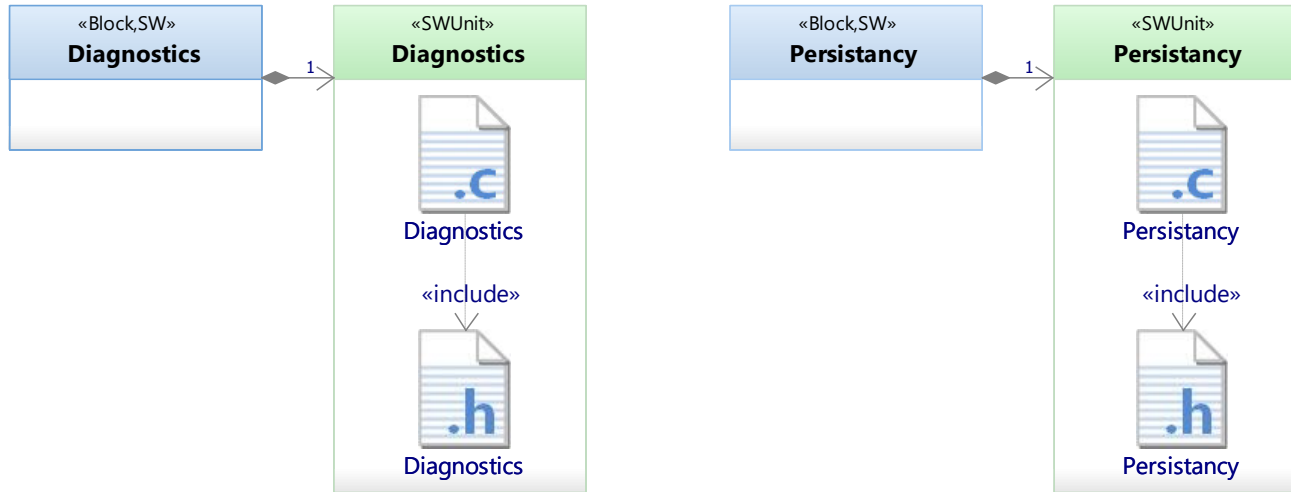 «Block,SW»
Diagnostics
1
«SWUnit»
Diagnostics
.c
Diagnostics
«include»
.h
Diagnostics
«Block,SW»
Persistancy
1
«SWUnit»
Persistancy
.c
Persistancy
«include»
.h
Persistancy